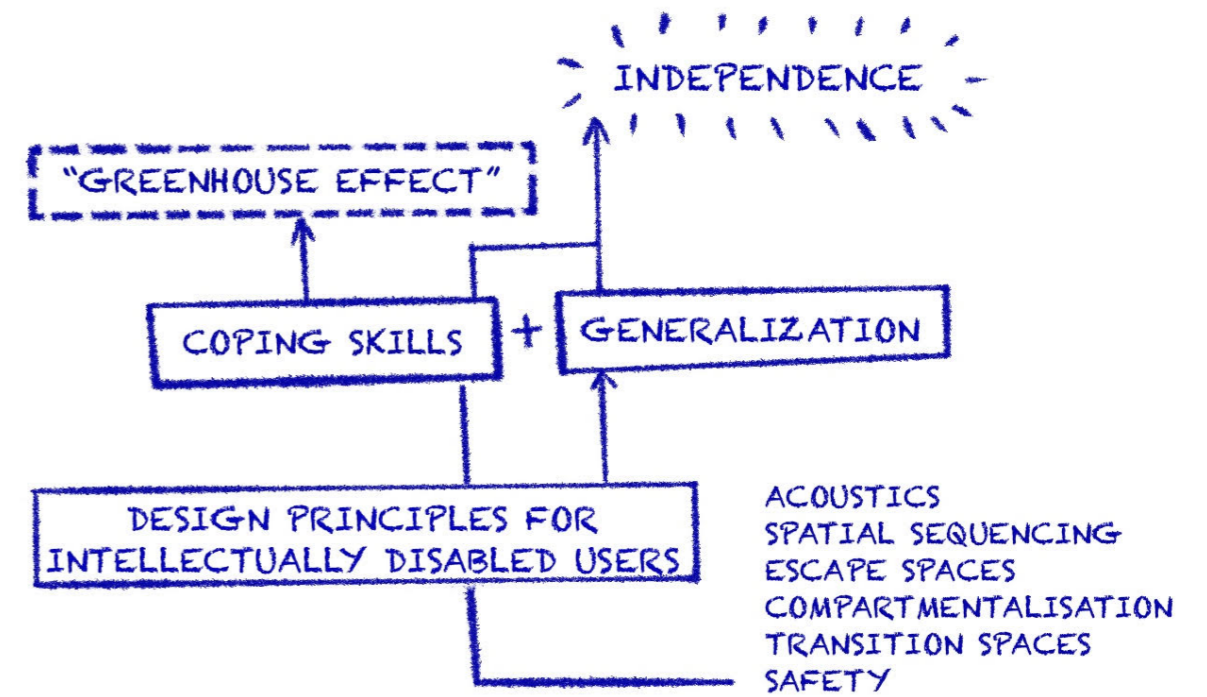 INDEPENDENCE
"GREENHOUSE EFFECT"
COPING SKILLS + GENERALIZATION
DESIGN PRINCIPLES FOR
INTELLECTUALLY DISABLED USERS
ACOUSTICS
SPATIAL SEQUENCING
ESCAPE SPACES
COMPARTMENTALISATION
TRANSITION SPACES
SAFETY